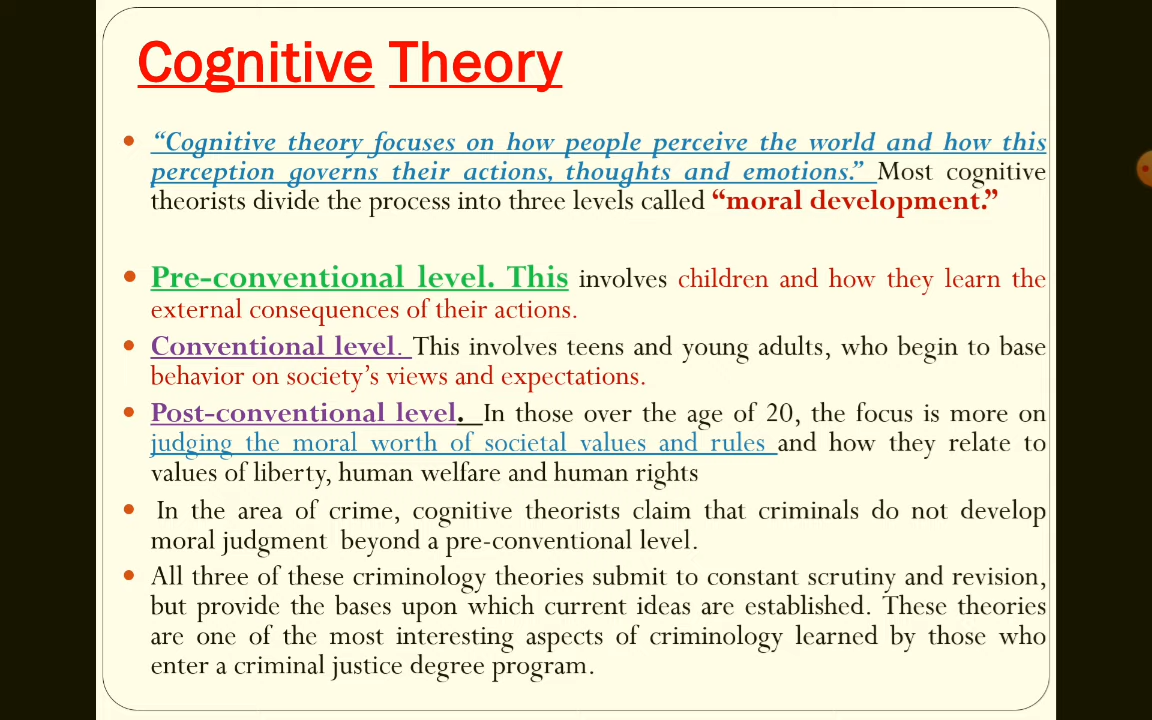 Cognitive Theory
“Cognitive theory focuses on how people perceive the world and how this
perception governs their actions, thoughts and emotions.” Most cognitive
theorists divide the process into three levels called “moral development.”
Pre-conventional level. This involves children and how they learn the
external consequences of their actions.
Conventional level. This involves teens and young adults, who begin to base
behavior on society’s views and expectations.
Post-conventional level. In those over the age of 20, the focus is more on
judging the moral worth of societal values and rules and how they relate to
values of liberty, human welfare and human rights
In the area of crime, cognitive theorists claim that criminals do not develop
moral judgment beyond a pre-conventional level.
All three of these criminology theories submit to constant scrutiny and revision,
but provide the bases upon which current ideas are established. These theories
are one of the most interesting aspects of criminology learned by those who
enter a criminal justice degree program.